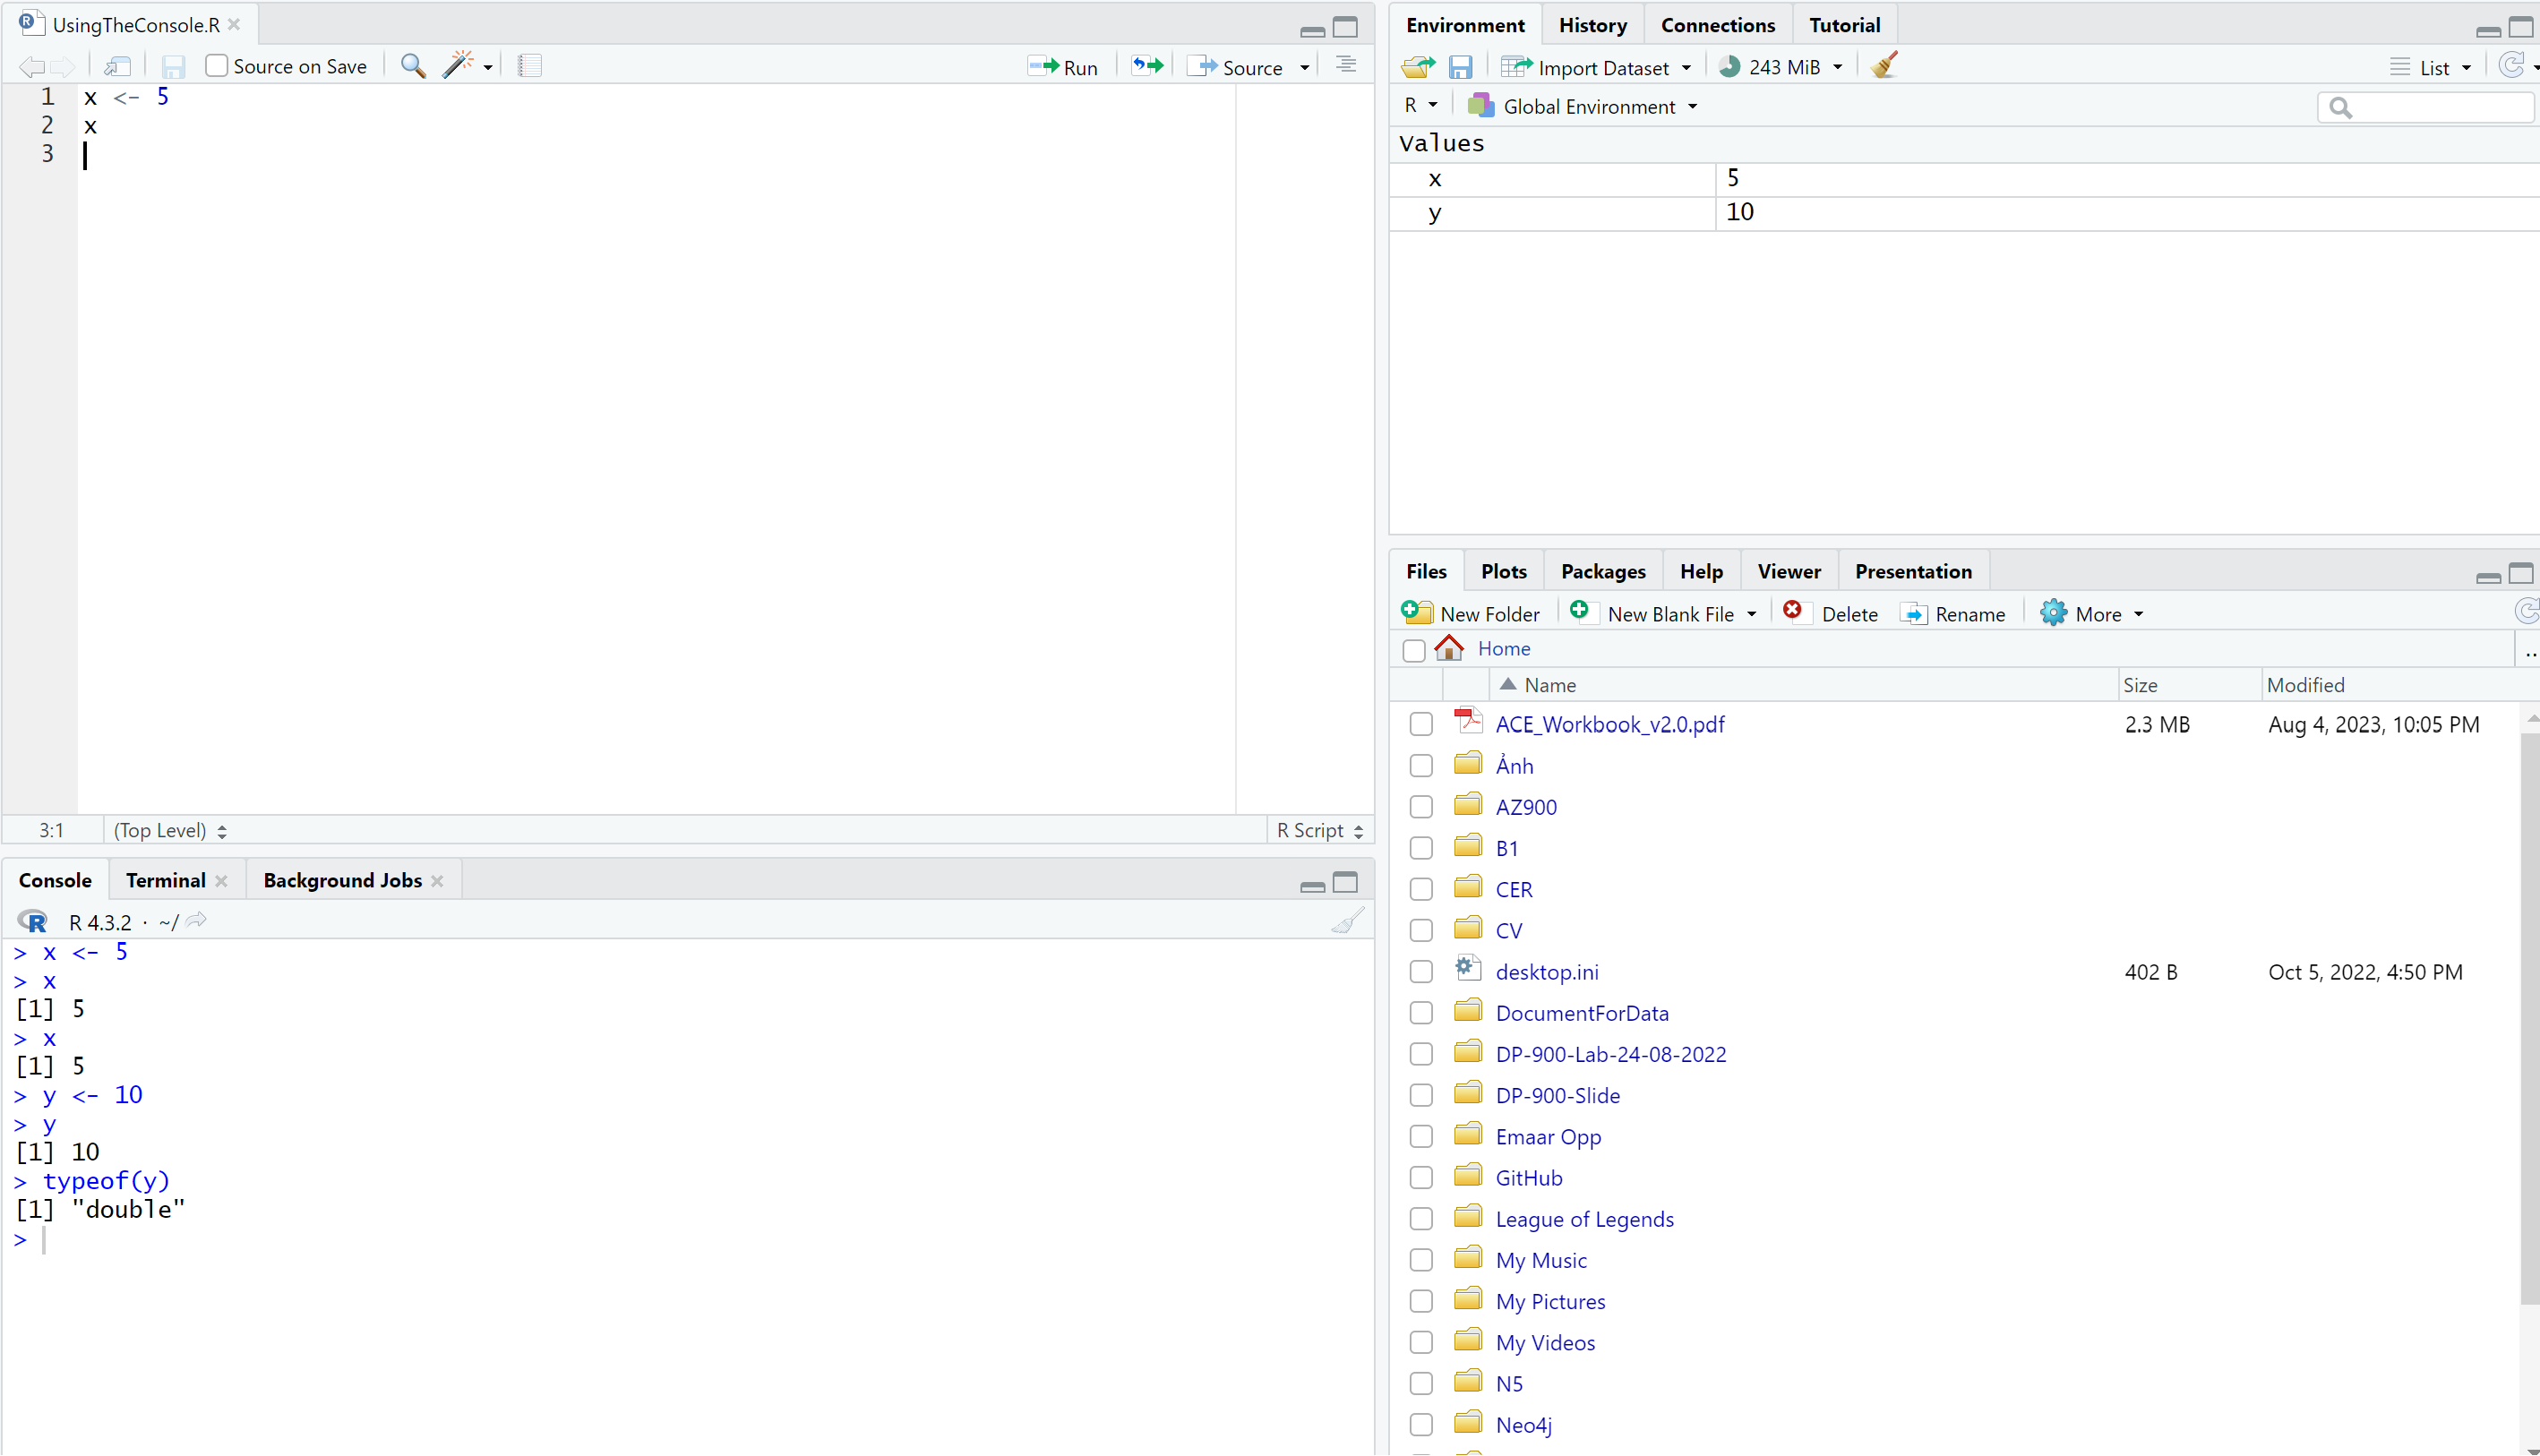 UsingTheConsole.R
Source on Save
Run
Source
1 x <- 5
2 x
3
3:1 (Top Level) R Script
Console Terminal Background Jobs
R 4.3.2 · ~/
> x <- 5
> x
[1] 5
> x
[1] 5
> y <- 10
> y
[1] 10
> typeof(y)
[1] "double"
>
Environment History Connections Tutorial
Import Dataset 243 MiB List
R Global Environment
Values
x 5
y 10
Files Plots Packages Help Viewer Presentation
New Folder New Blank File Delete Rename More
Home ..
Name Size Modified
ACE_Workbook_v2.0.pdf 2.3 MB Aug 4, 2023, 10:05 PM
Ảnh
AZ900
B1
CER
CV
desktop.ini 402 B Oct 5, 2022, 4:50 PM
DocumentForData
DP-900-Lab-24-08-2022
DP-900-Slide
Emaar Opp
GitHub
League of Legends
My Music
My Pictures
My Videos
N5
Neo4j